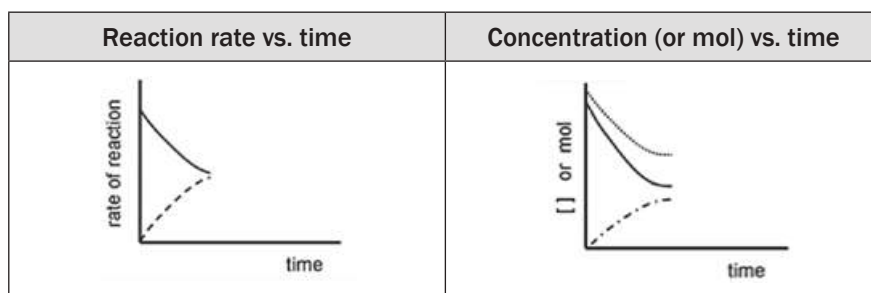 Reaction rate vs. time
Concentration (or mol) vs. time
rate of reaction
time
[ ] or mol
time